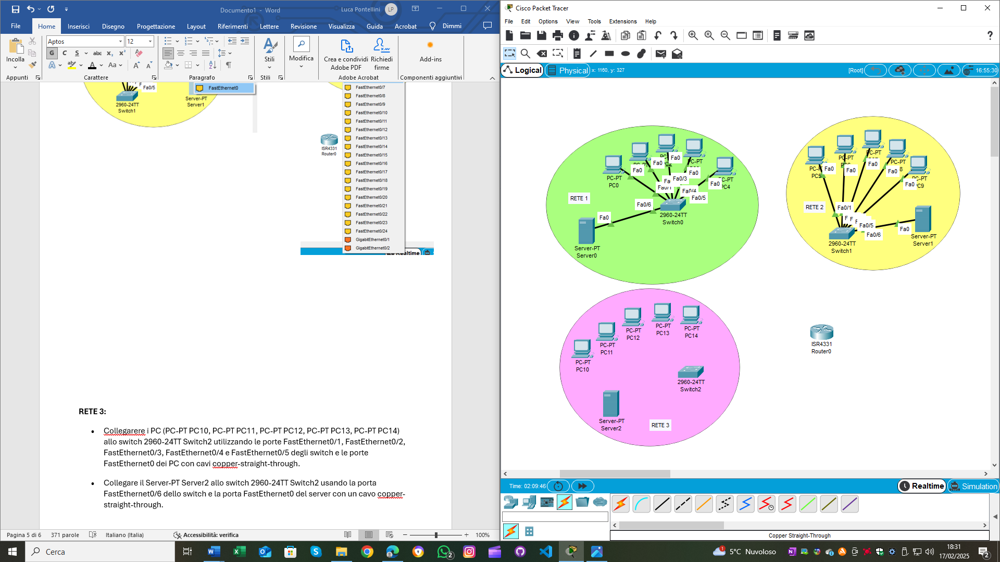 Documento1 - Word
Luca Pontellini
LP
File
Home
Inserisci
Disegno
Progettazione
Layout
Riferimenti
Lettere
Revisione
Visualizza
Guida
Acrobat
Dimmi
Incolla
Appunti
Aptos
12
G C S abc x₂ x²
Aa
Carattere
Paragrafo
Stili
Stili
Modifica
Crea e condividi
Adobe PDF
Richiedi
firme
Adobe Acrobat
Add-ins
Componenti aggiuntivi
Fa0/5
2960-24TT
Switch1
FastEthernet0
Server-PT
Server1
ISR4331
Router0
FastEthernet0/7
FastEthernet0/8
FastEthernet0/9
FastEthernet0/10
FastEthernet0/11
FastEthernet0/12
FastEthernet0/13
FastEthernet0/14
FastEthernet0/15
FastEthernet0/16
FastEthernet0/17
FastEthernet0/18
FastEthernet0/19
FastEthernet0/20
FastEthernet0/21
FastEthernet0/22
FastEthernet0/23
FastEthernet0/24
GigabitEthernet0/1
GigabitEthernet0/2
Realtime
RETE 3:
• Collegarere i PC (PC-PT PC10, PC-PT PC11, PC-PT PC12, PC-PT PC13, PC-PT PC14)
allo switch 2960-24TT Switch2 utilizzando le porte FastEthernet0/1, FastEthernet0/2,
FastEthernet0/3, FastEthernet0/4 e FastEthernet0/5 degli switch e le porte
FastEthernet0 dei PC con cavi copper-straight-through.
• Collegare il Server-PT Server2 allo switch 2960-24TT Switch2 usando la porta
FastEthernet0/6 dello switch e la porta FastEthernet0 del server con un cavo copper-
straight-through.
Pagina 5 di 6
371 parole
Italiano (Italia)
Accessibilità: verifica
100%
Cisco Packet Tracer
File Edit Options View Tools Extensions Help
Logical
Physical
x: 1160, y: 327
[Root]
16:55:30
PC-PT
PC0
Fa0
Fa0
Fa0
Fa0
Fa0
PC4
Fa0/3
Fa0/4
Fa0/5
Fa0/6
RETE 1
2960-24TT
Switch0
Fa0
Server-PT
Server0
PC-PT
PC-PT
PC-PT
PC5
Fa0
Fa0
Fa0
Fa0
Fa0
PC9
RETE 2
Fa0/1
Fa0/5
Fa0/6
Fa0
2960-24TT
Switch1
Server-PT
Server1
PC-PT
PC10
PC-PT
PC11
PC-PT
PC12
PC-PT
PC13
PC-PT
PC14
2960-24TT
Switch2
Server-PT
Server2
RETE 3
ISR4331
Router0
Time: 02:09:46
Realtime
Simulation
Copper Straight-Through
Cerca
2
5°C Nuvoloso
18:31
17/02/2025
2